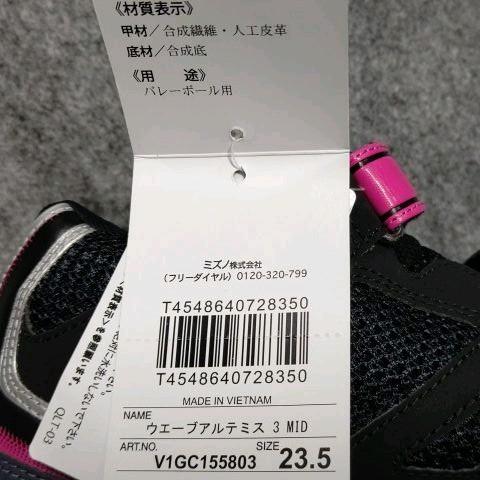 《材質表示》
甲材／合成繊維・人工皮革
底材／合成底
《用　途》
バレーボール用
ミズノ株式会社
(フリーダイヤル) 0120-320-799
T4548640728350
T4548640728350
MADE IN VIETNAM
NAME
ウエーブアルテミス 3 MID
ART.NO.
SIZE
V1GC155803
23.5
QLT-03